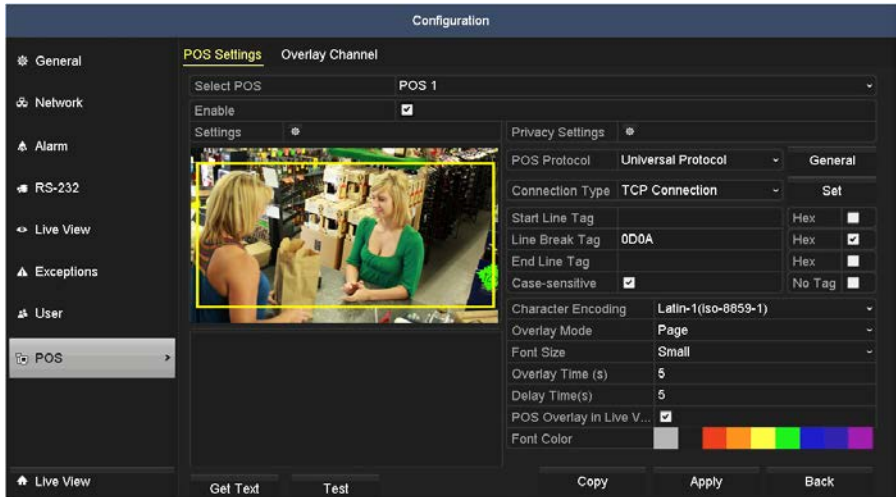 Configuration
General
Network
Alarm
RS-232
Live View
Exceptions
User
POS
Live View
POS Settings Overlay Channel
Select POS POS 1
Enable
Settings
Privacy Settings
POS Protocol Universal Protocol General
Connection Type TCP Connection Set
Start Line Tag Hex
Line Break Tag 0D0A Hex
End Line Tag Hex
Case-sensitive No Tag
Character Encoding Latin-1(iso-8859-1)
Overlay Mode Page
Font Size Small
Overlay Time (s) 5
Delay Time(s) 5
POS Overlay in Live V...
Font Color
Get Text Test Copy Apply Back